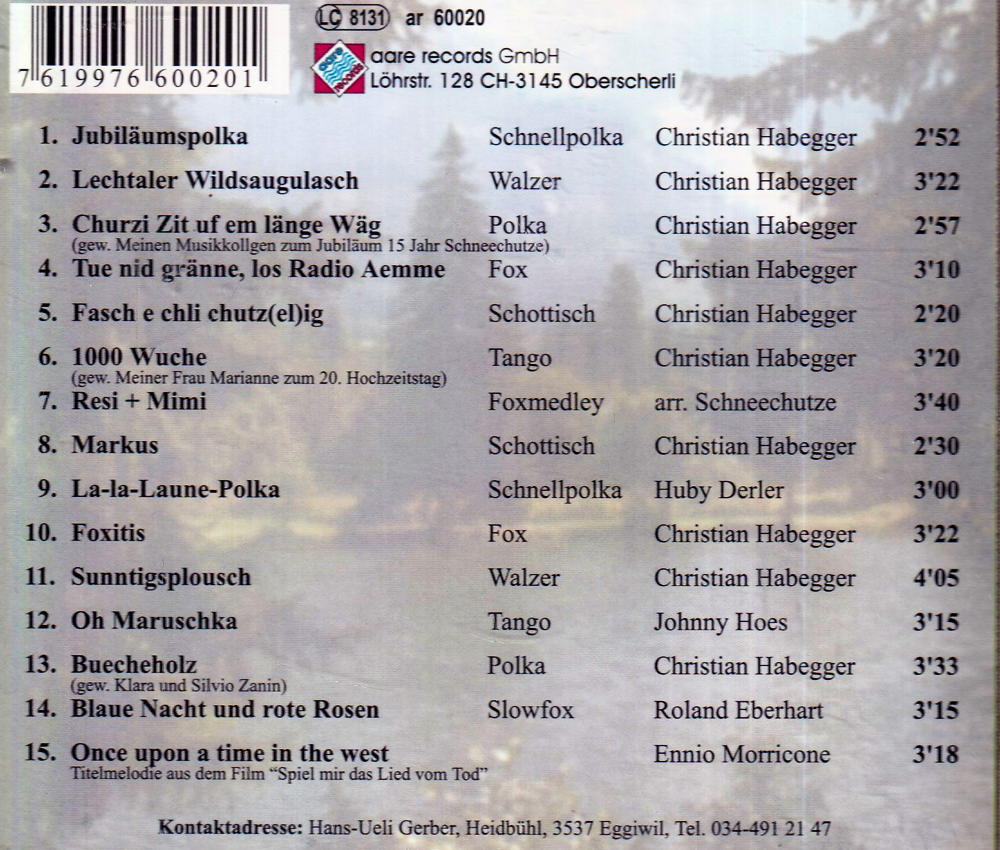 LC 8131 ar 60020
7 619976 600201
aare records
aare records GmbH
Löhrstr. 128 CH-3145 Oberscherli
1. Jubiläumspolka Schnellpolka Christian Habegger 2'52
2. Lechtaler Wildsaugulasch Walzer Christian Habegger 3'22
3. Churzi Zit uf em länge Wäg Polka Christian Habegger 2'57
(gew. Meinen Musikkollgen zum Jubiläum 15 Jahr Schneechutze)
4. Tue nid gränne, los Radio Aemme Fox Christian Habegger 3'10
5. Fasch e chli chutz(el)ig Schottisch Christian Habegger 2'20
6. 1000 Wuche Tango Christian Habegger 3'20
(gew. Meiner Frau Marianne zum 20. Hochzeitstag)
7. Resi + Mimi Foxmedley arr. Schneechutze 3'40
8. Markus Schottisch Christian Habegger 2'30
9. La-la-Laune-Polka Schnellpolka Huby Derler 3'00
10. Foxitis Fox Christian Habegger 3'22
11. Sunntigsplousch Walzer Christian Habegger 4'05
12. Oh Maruschka Tango Johnny Hoes 3'15
13. Buecheholz Polka Christian Habegger 3'33
(gew. Klara und Silvio Zanin)
14. Blaue Nacht und rote Rosen Slowfox Roland Eberhart 3'15
15. Once upon a time in the west Ennio Morricone 3'18
Titelmelodie aus dem Film “Spiel mir das Lied vom Tod”
Kontaktadresse: Hans-Ueli Gerber, Heidbühl, 3537 Eggiwil, Tel. 034-491 21 47